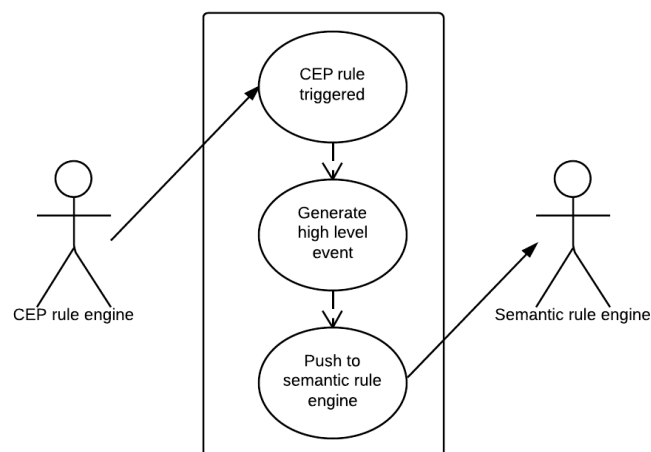 CEP rule
triggered
Generate
high level
event
CEP rule engine
Semantic rule engine
Push to
semantic rule
engine